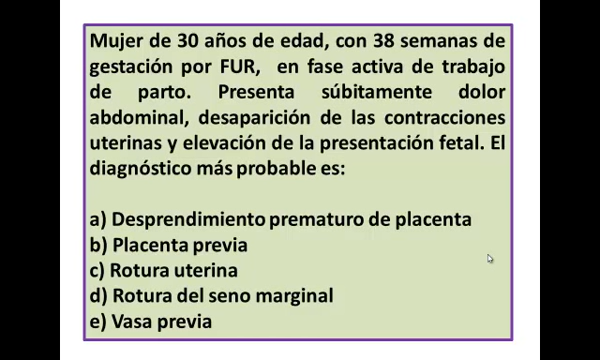 Mujer de 30 años de edad, con 38 semanas de
gestación por FUR, en fase activa de trabajo
de parto. Presenta súbitamente dolor
abdominal, desaparición de las contracciones
uterinas y elevación de la presentación fetal. El
diagnóstico más probable es:
a) Desprendimiento prematuro de placenta
b) Placenta previa
c) Rotura uterina
d) Rotura del seno marginal
e) Vasa previa